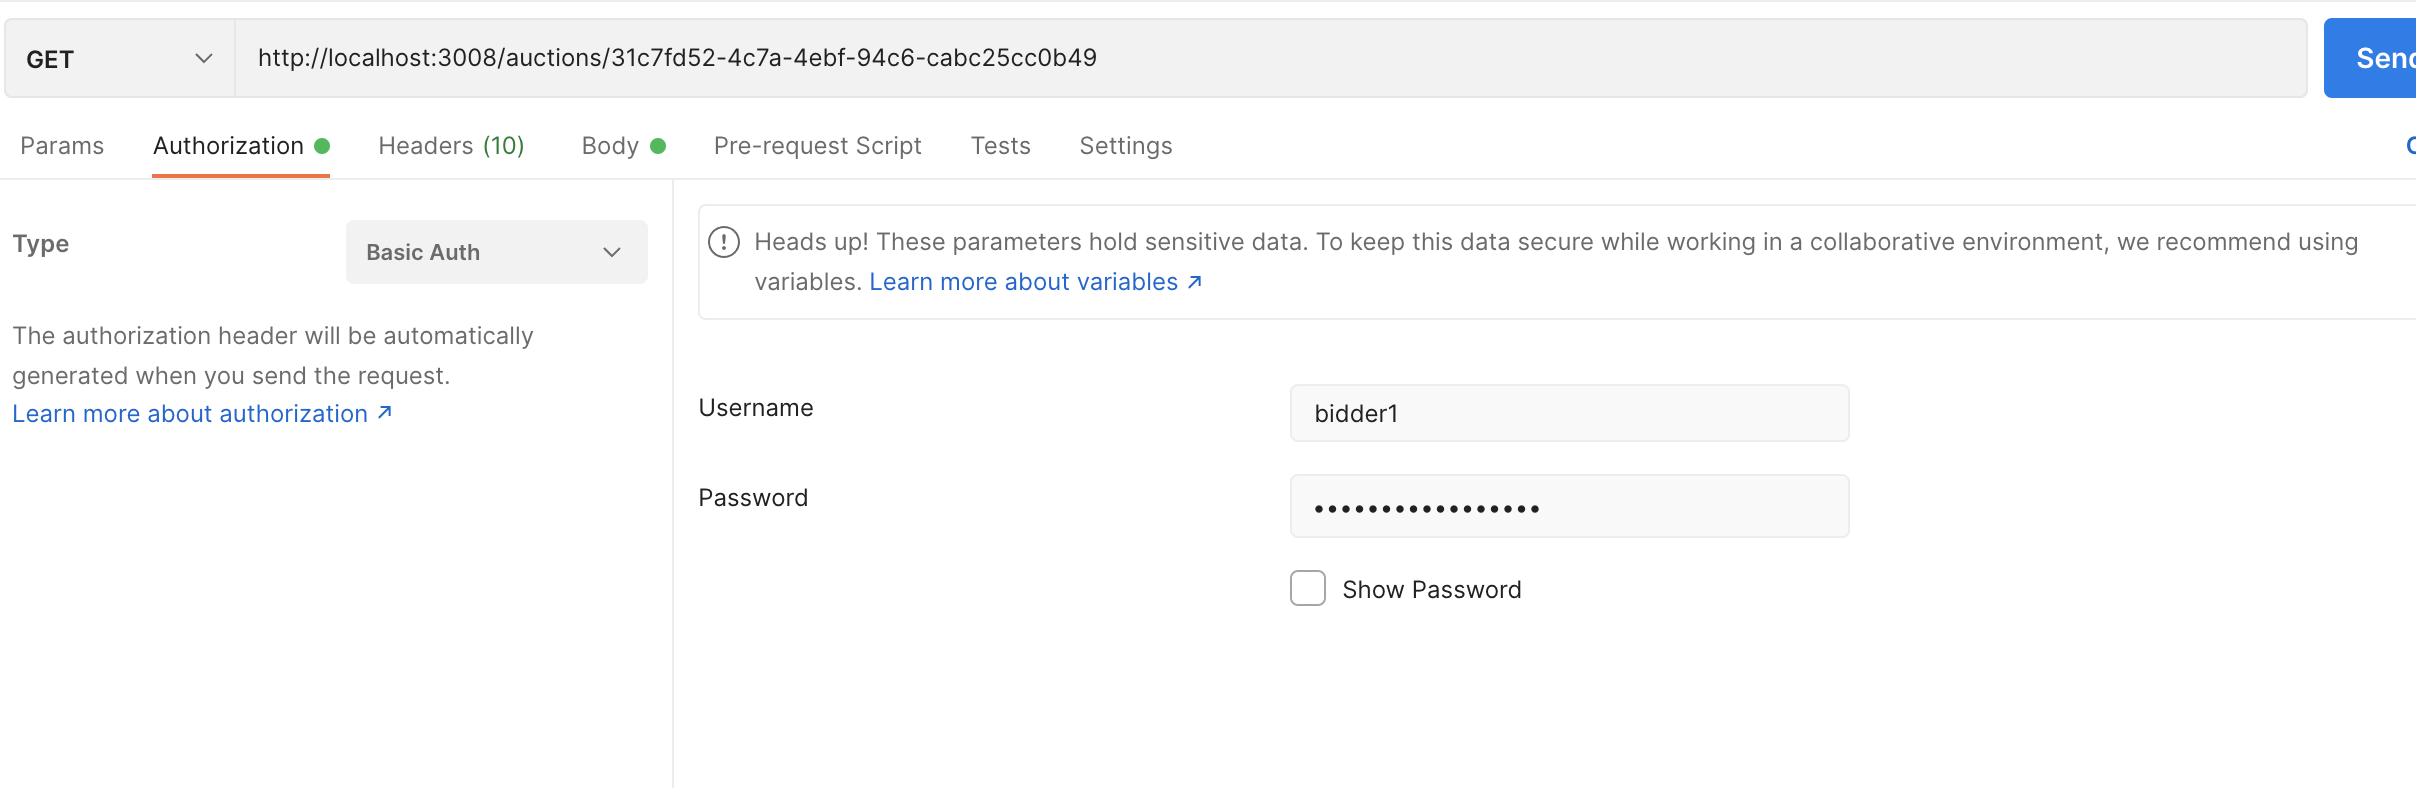 GET http://localhost:3008/auctions/31c7fd52-4c7a-4ebf-94c6-cabc25cc0b49
Params Authorization Headers (10) Body Pre-request Script Tests Settings
Type Basic Auth
The authorization header will be automatically
generated when you send the request.
Learn more about authorization ↗
Heads up! These parameters hold sensitive data. To keep this data secure while working in a collaborative environment, we recommend using
variables. Learn more about variables ↗
Username bidder1
Password •••••••••••••••••
Show Password